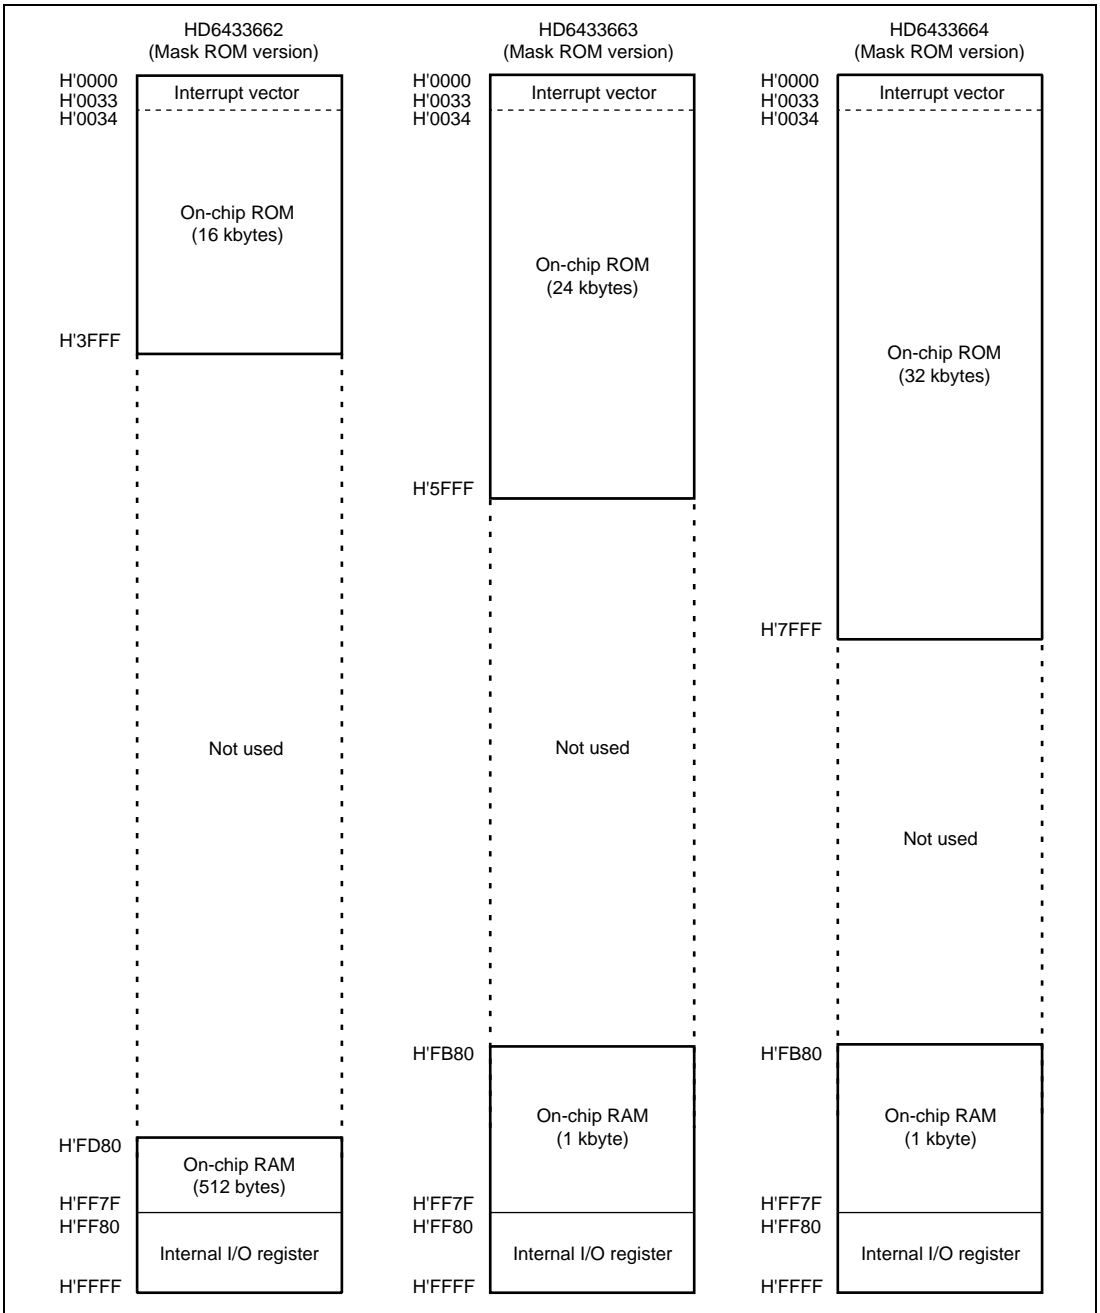 HD6433662
(Mask ROM version)
H'0000
Interrupt vector
H'0033
H'0034
On-chip ROM
(16 kbytes)
H'3FFF
Not used
H'FD80
On-chip RAM
(512 bytes)
H'FF7F
H'FF80
Internal I/O register
H'FFFF
HD6433663
(Mask ROM version)
H'0000
Interrupt vector
H'0033
H'0034
On-chip ROM
(24 kbytes)
H'5FFF
Not used
H'FB80
On-chip RAM
(1 kbyte)
H'FF7F
H'FF80
Internal I/O register
H'FFFF
HD6433664
(Mask ROM version)
H'0000
Interrupt vector
H'0033
H'0034
On-chip ROM
(32 kbytes)
H'7FFF
Not used
H'FB80
On-chip RAM
(1 kbyte)
H'FF7F
H'FF80
Internal I/O register
H'FFFF